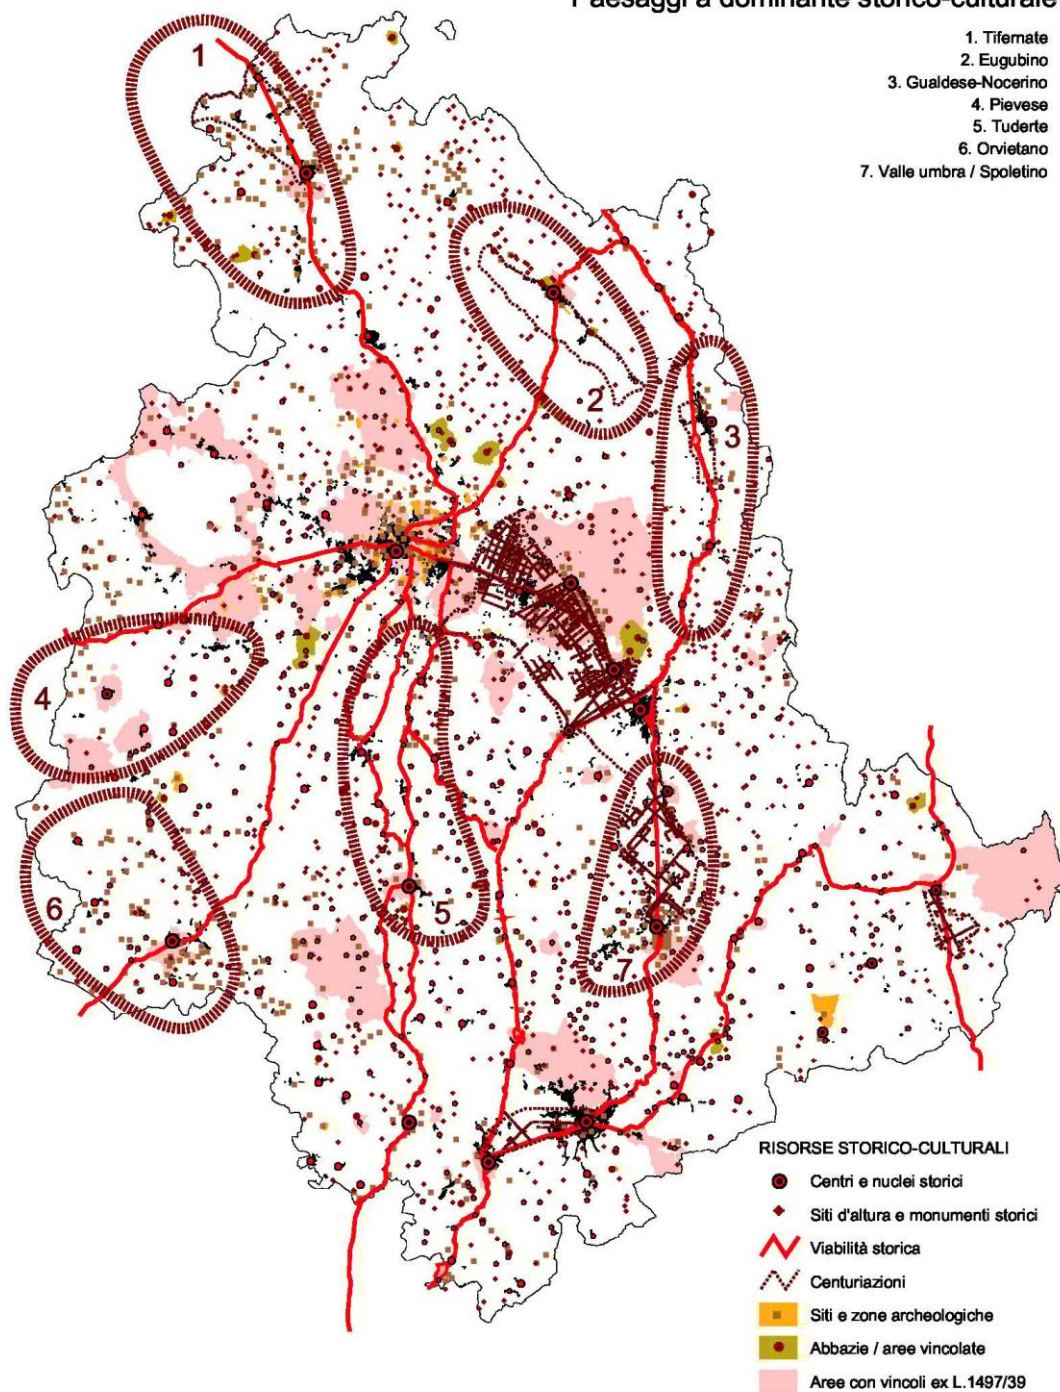 Paesaggi a dominante storico-culturale
1. Tifernate
2. Eugubino
3. Gualdese-Nocerino
4. Pievese
5. Tuderte
6. Orvietano
7. Valle umbra / Spoletino
1
2
3
4
5
6
7
RISORSE STORICO-CULTURALI
Centri e nuclei storici
Siti d'altura e monumenti storici
Viabilità storica
Centuriazioni
Siti e zone archeologiche
Abbazie / aree vincolate
Aree con vincoli ex L.1497/39